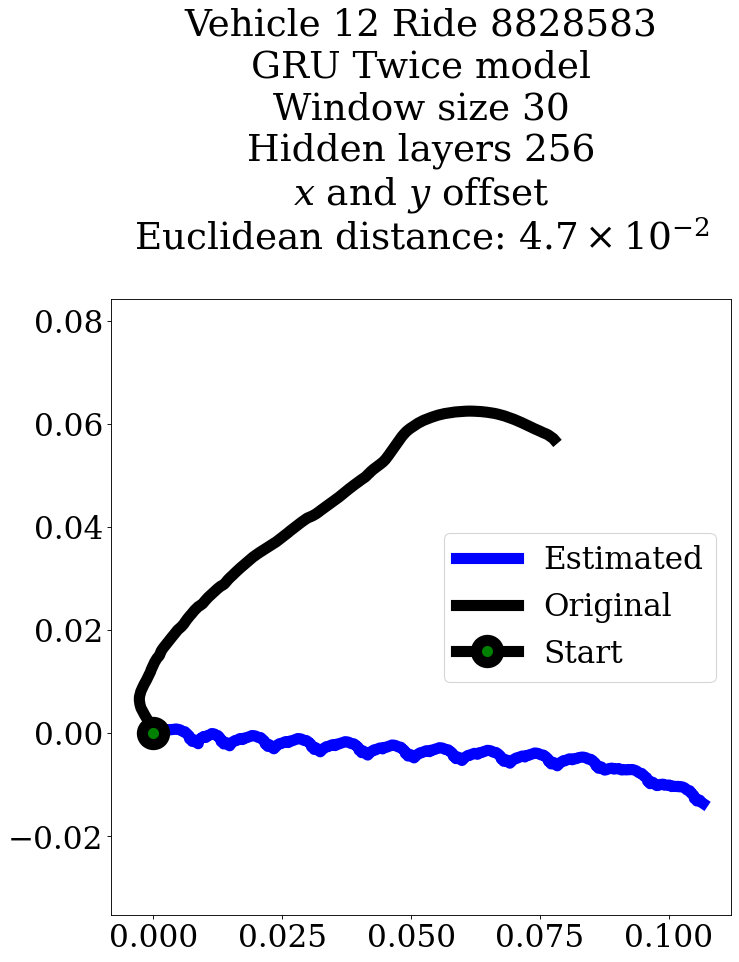 Vehicle 12 Ride 8828583
GRU Twice model
Window size 30
Hidden layers 256
x and y offset
Euclidean distance: 4.7 × 10⁻²
0.08
0.06
0.04
0.02
0.00
−0.02
Estimated
Original
Start
0.000 0.025 0.050 0.075 0.100